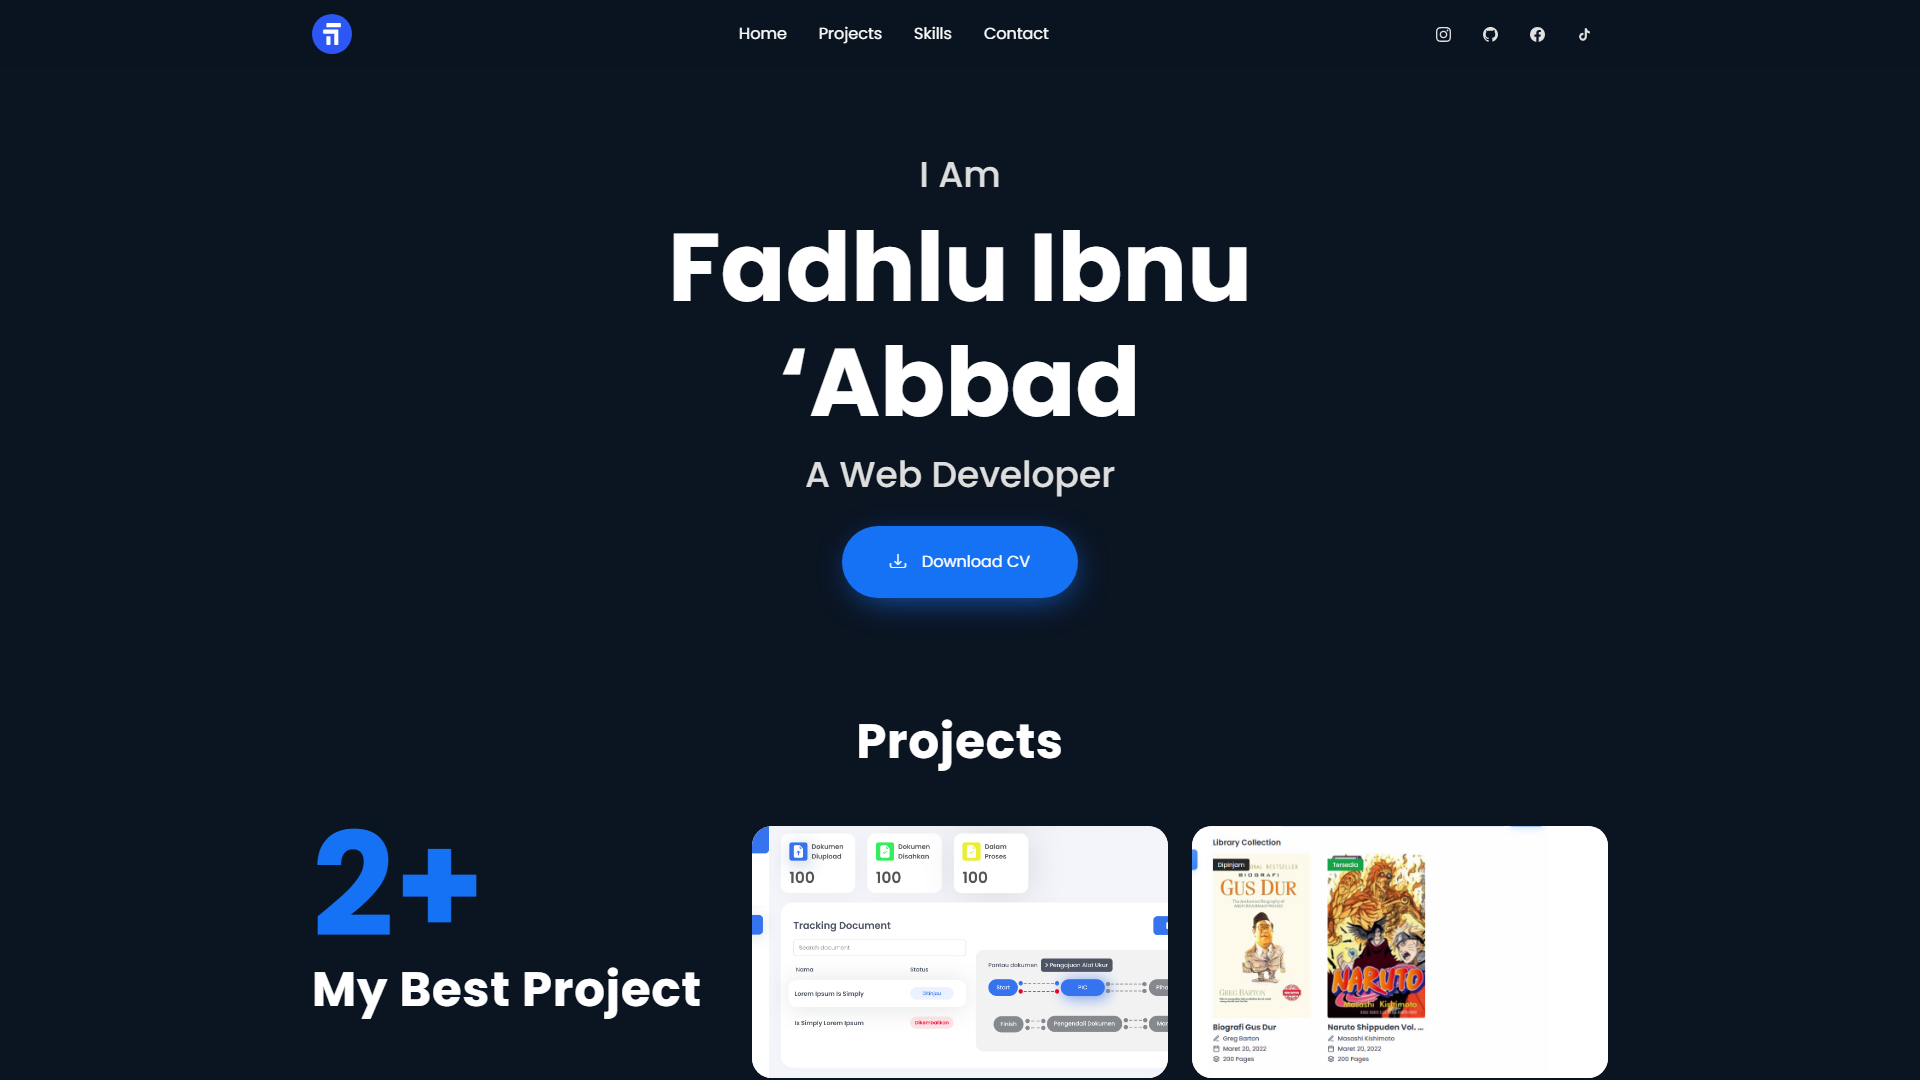 Home Projects Skills Contact
I Am
Fadhlu Ibnu
‘Abbad
A Web Developer
Download CV
Projects
2+
My Best Project
Dokumen Diupload
100
Dokumen Disahkan
100
Dalam Proses
100
Tracking Document
Search document
Nama Status
Lorem Ipsum Is Simply Ditinjau
Is Simply Lorem Ipsum Dikembalikan
Pantau dokumen > Pengajuan Alat Ukur
Start PIC
Finish Pengendali Dokumen
Library Collection
Dipinjam
BIOGRAFI
GUS DUR
GREG BARTON
Biografi Gus Dur
Greg Barton
Maret 20, 2022
200 Pages
Tersedia
NARUTO
Masashi Kishimoto
Naruto Shippuden Vol. ...
Masashi Kishimoto
Maret 20, 2022
200 Pages